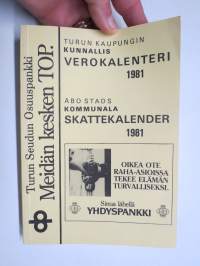 Turun Seudun Osuuspankki
Meidän kesken TOP.
TURUN KAUPUNGIN
KUNNALLIS
VEROKALENTERI
1981
ÅBO STADS
KOMMUNALA
SKATTEKALENDER
1981
OIKEA OTE
RAHA-ASIOISSA
TEKEE ELÄMÄN
TURVALLISEKSI.
Sinua lähellä
YHDYSPANKKI